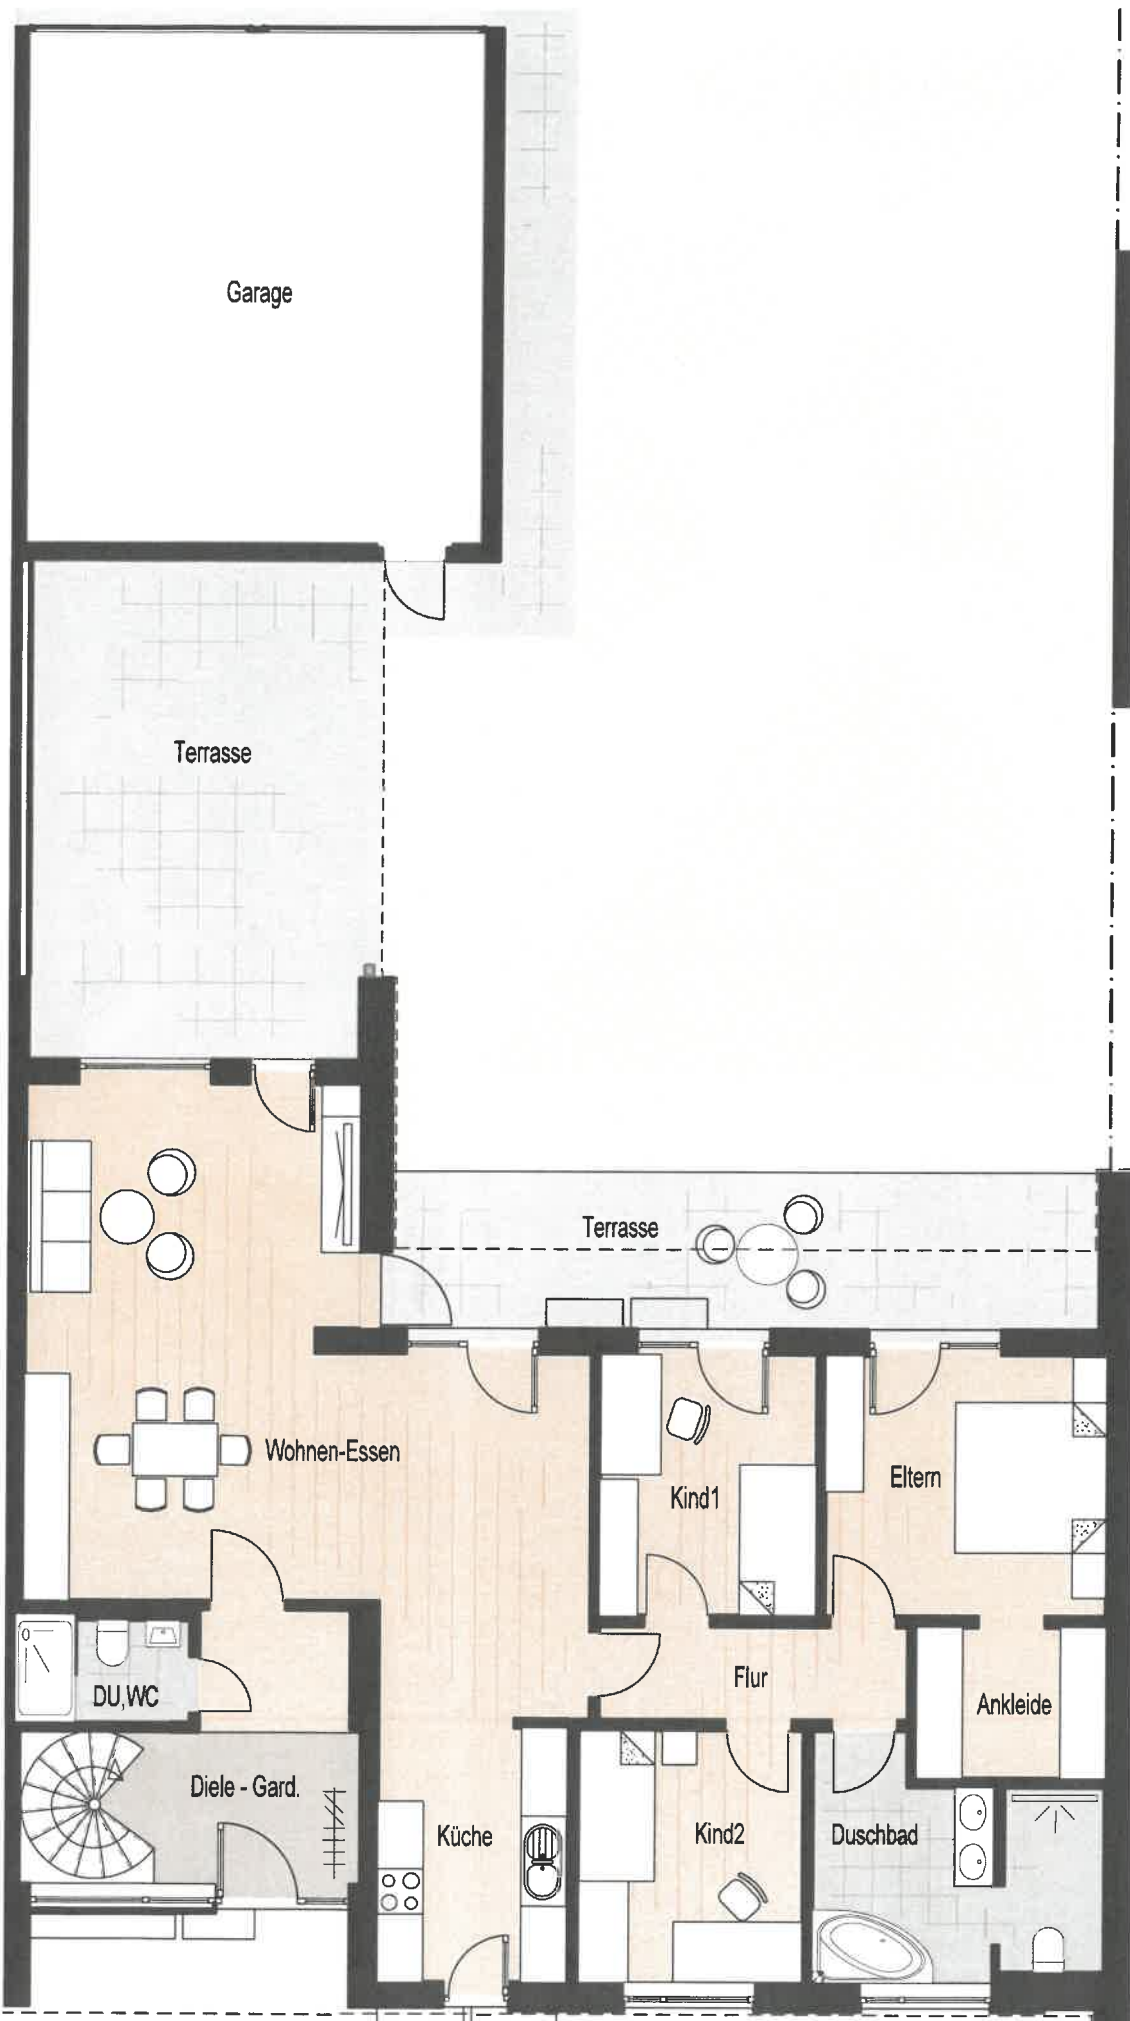 Garage
Terrasse
Terrasse
Wohnen-Essen
Kind1
Eltern
Flur
DU,WC
Ankleide
Diele - Gard.
Küche
Kind2
Duschbad